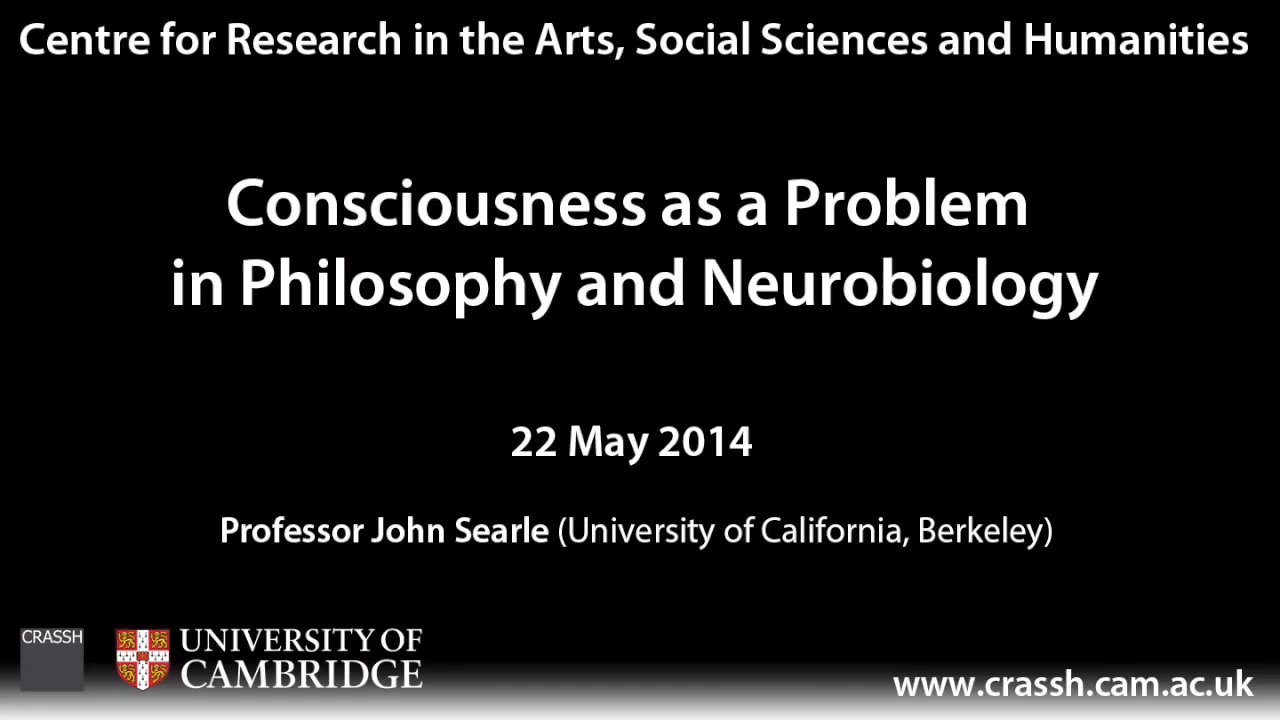 Centre for Research in the Arts, Social Sciences and Humanities
Consciousness as a Problem
in Philosophy and Neurobiology
22 May 2014
Professor John Searle (University of California, Berkeley)
CRASSH
UNIVERSITY OF
CAMBRIDGE
www.crassh.cam.ac.uk